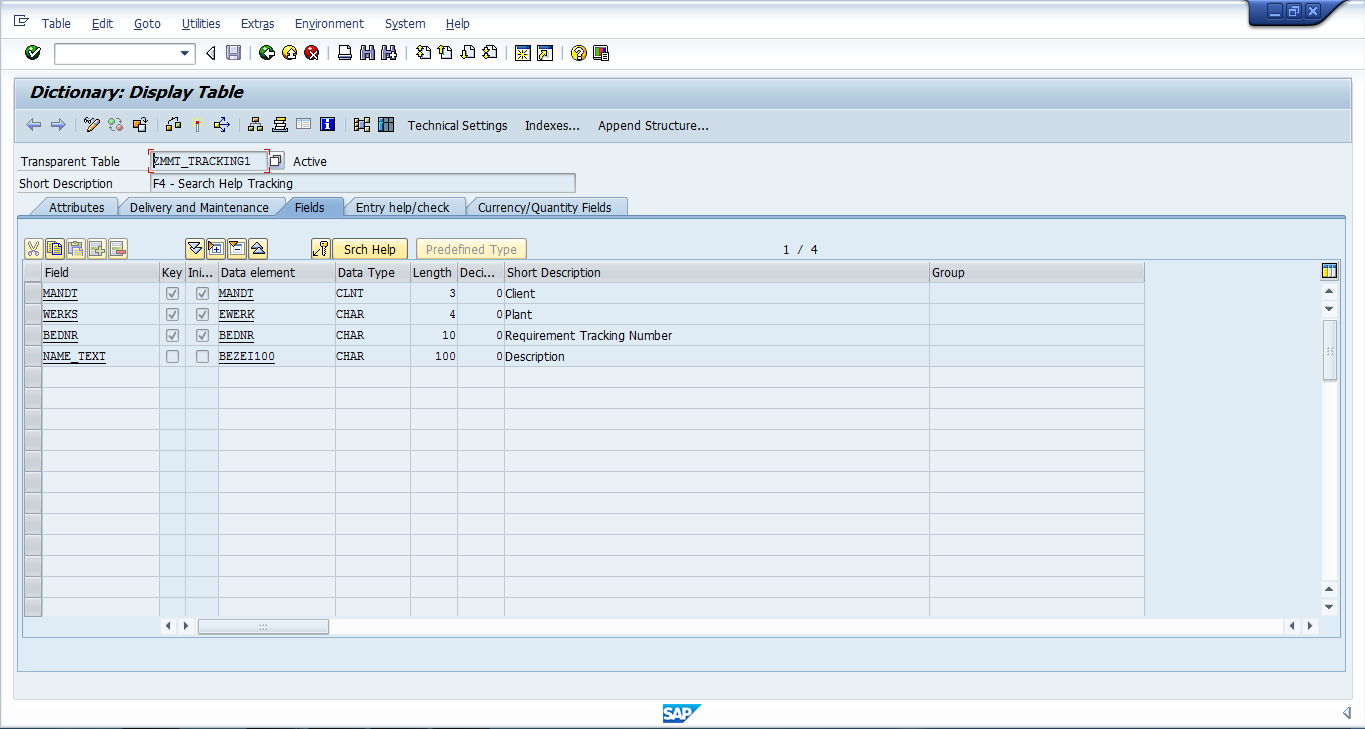 Table Edit Goto Utilities Extras Environment System Help
Dictionary: Display Table
Technical Settings Indexes... Append Structure...
Transparent Table ZMMT_TRACKING1 Active
Short Description F4 - Search Help Tracking
Attributes Delivery and Maintenance Fields Entry help/check Currency/Quantity Fields
Srch Help Predefined Type 1 / 4
Field Key Ini... Data element Data Type Length Deci... Short Description Group
MANDT MANDT CLNT 3 0 Client
WERKS EWERK CHAR 4 0 Plant
BEDNR BEDNR CHAR 10 0 Requirement Tracking Number
NAME_TEXT BEZEI100 CHAR 100 0 Description
SAP